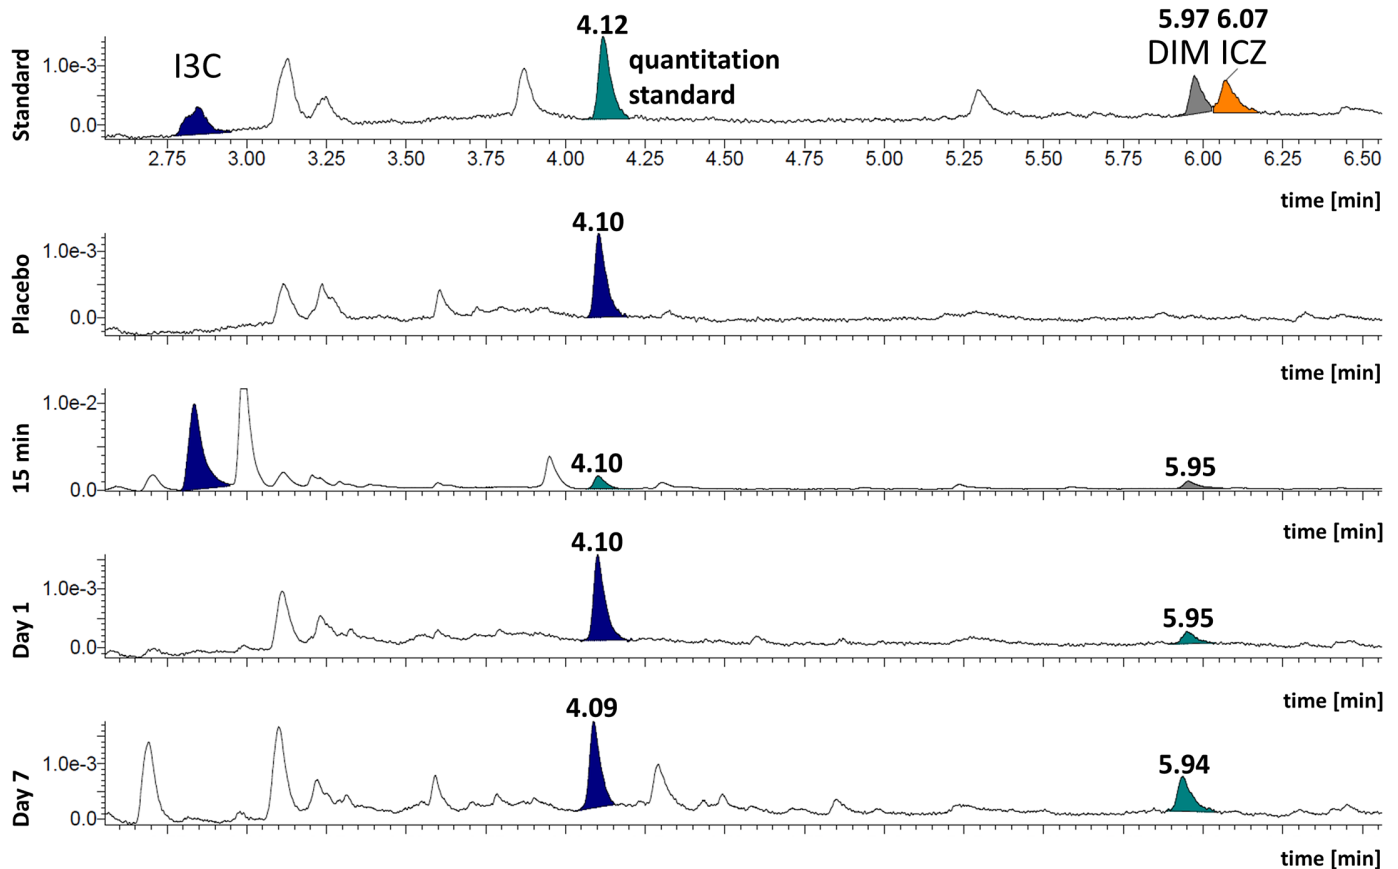 Standard
I3C
4.12
quantitation
standard
5.97 6.07
DIM ICZ
1.0e-3
0.0
2.75 3.00 3.25 3.50 3.75 4.00 4.25 4.50 4.75 5.00 5.25 5.50 5.75 6.00 6.25 6.50
time [min]
Placebo
4.10
1.0e-3
0.0
time [min]
15 min
1.0e-2
0.0
4.10
5.95
time [min]
Day 1
4.10
1.0e-3
0.0
5.95
time [min]
Day 7
4.09
1.0e-3
0.0
5.94
time [min]